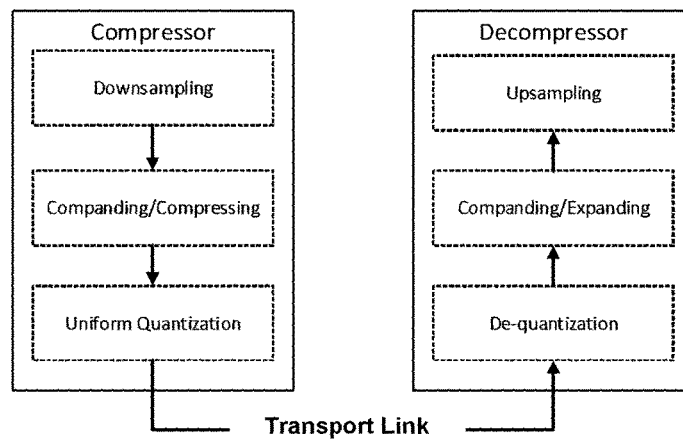 Compressor
Downsampling
Companding/Compressing
Uniform Quantization
Decompressor
Upsampling
Companding/Expanding
De-quantization
Transport Link